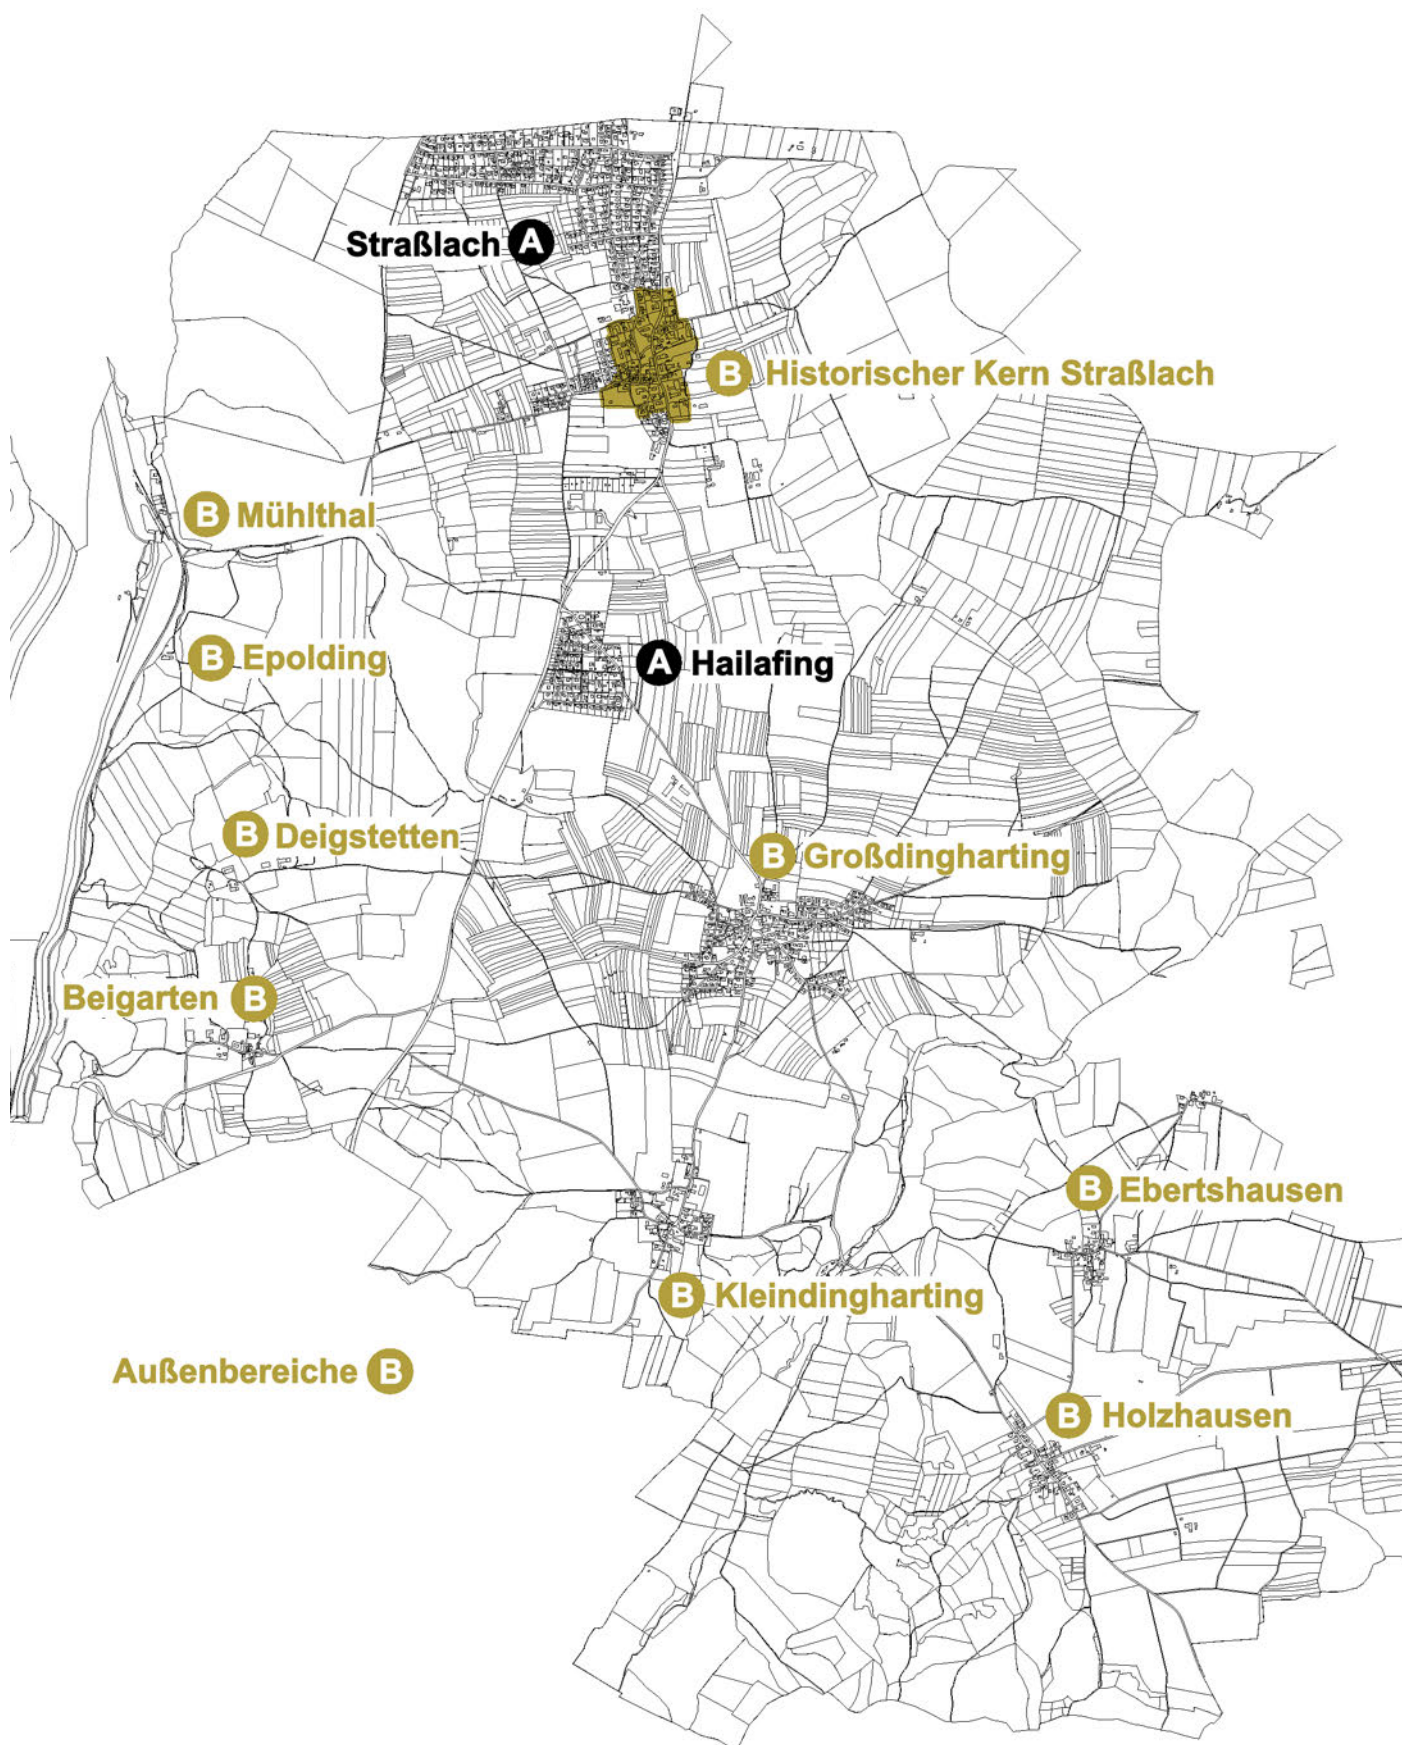 Straßlach A
B Historischer Kern Straßlach
B Mühlthal
B Epolding
A Hailafing
B Deigstetten
B Großdingharting
Beigarten B
B Ebertshausen
B Kleindingharting
Außenbereiche B
B Holzhausen